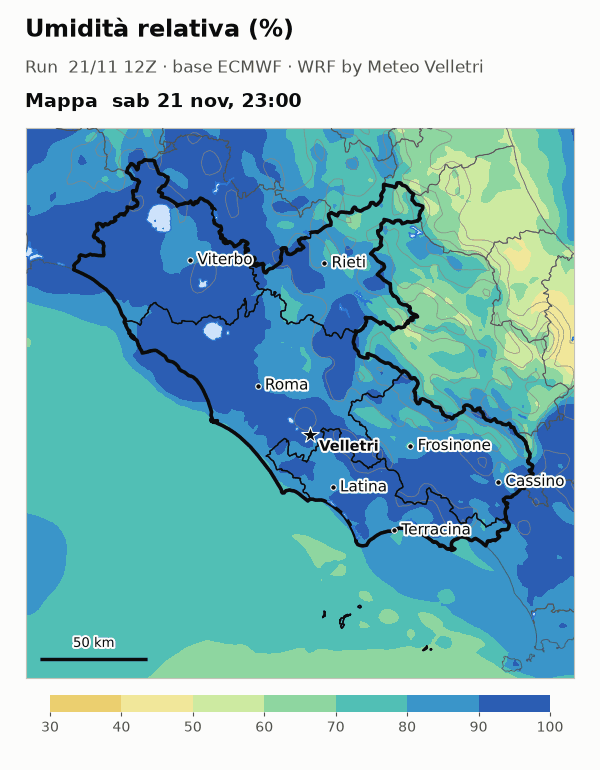 Umidità relativa (%)
Run  21/11 12Z · base ECMWF · WRF by Meteo Velletri
Mappa  sab 21 nov, 23:00
Viterbo
Rieti
Roma
Velletri
Frosinone
Cassino
Latina
Terracina
50 km
30 40 50 60 70 80 90 100